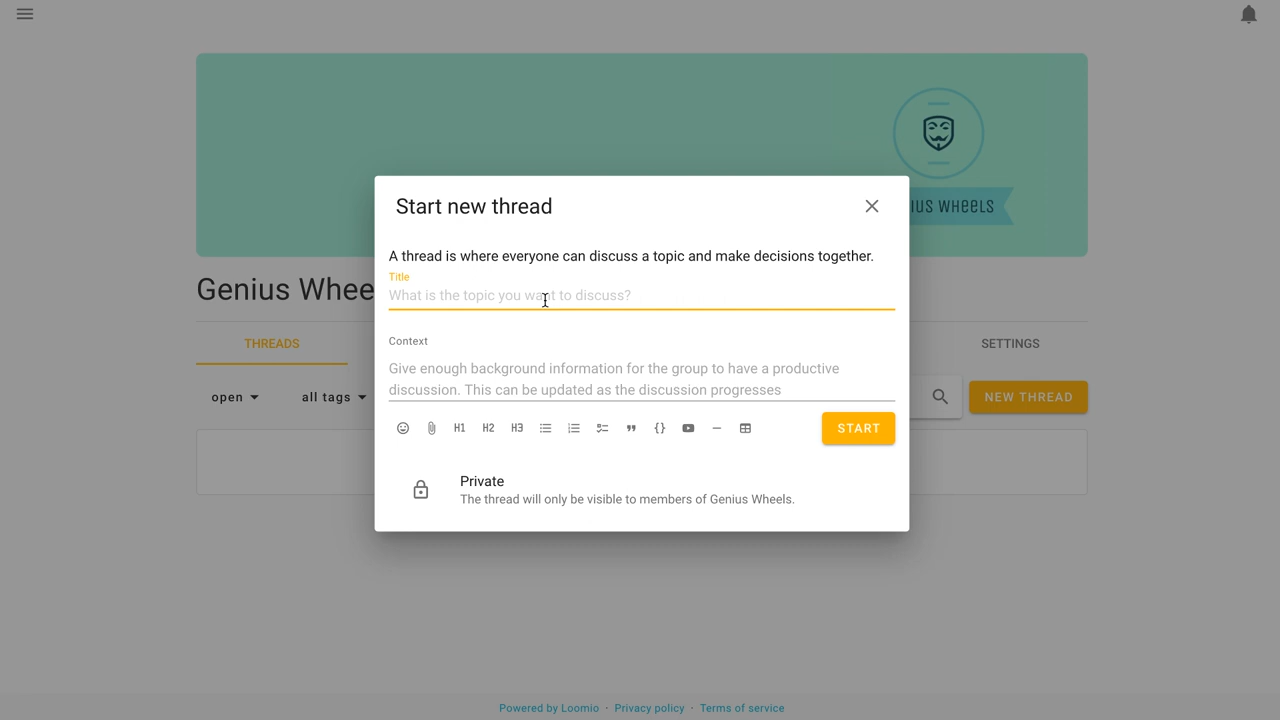 Start new thread
A thread is where everyone can discuss a topic and make decisions together.
Title
What is the topic you want to discuss?
Context
Give enough background information for the group to have a productive
discussion. This can be updated as the discussion progresses
H1 H2 H3
START
Private
The thread will only be visible to members of Genius Wheels.
IUS WHEELS
Genius Whee
THREADS
SETTINGS
open
all tags
NEW THREAD
Powered by Loomio · Privacy policy · Terms of service